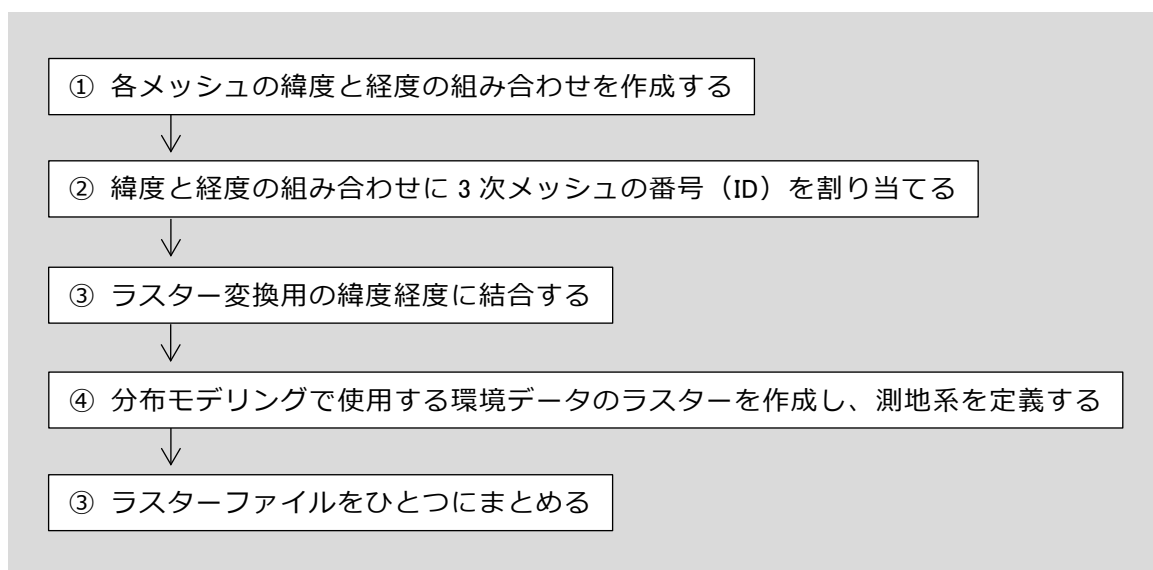 ① 各メッシュの緯度と経度の組み合わせを作成する
② 緯度と経度の組み合わせに 3 次メッシュの番号（ID）を割り当てる
③ ラスター変換用の緯度経度に結合する
④ 分布モデリングで使用する環境データのラスターを作成し、測地系を定義する
③ ラスターファイルをひとつにまとめる